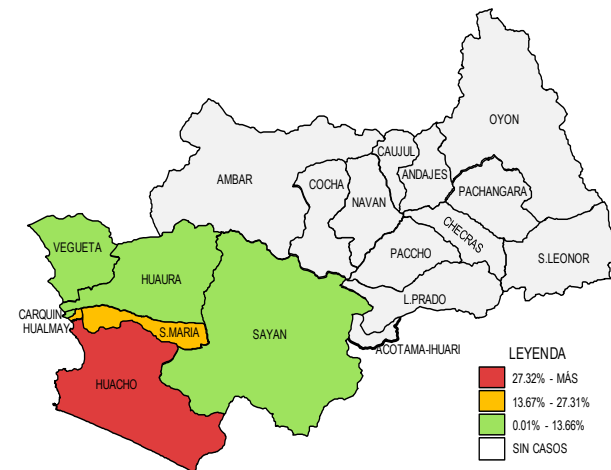 OYON
CAUJUL
ANDAJES
AMBAR
COCHA
NAVAN
PACHANGARA
CHECRAS
VEGUETA
PACCHO
S.LEONOR
HUAURA
L.PRADO
CARQUIN
HUALMAY
S.MARIA
SAYAN
ACOTAMA-IHUARI
HUACHO
LEYENDA
27.32% - MÁS
13.67% - 27.31%
0.01% - 13.66%
SIN CASOS